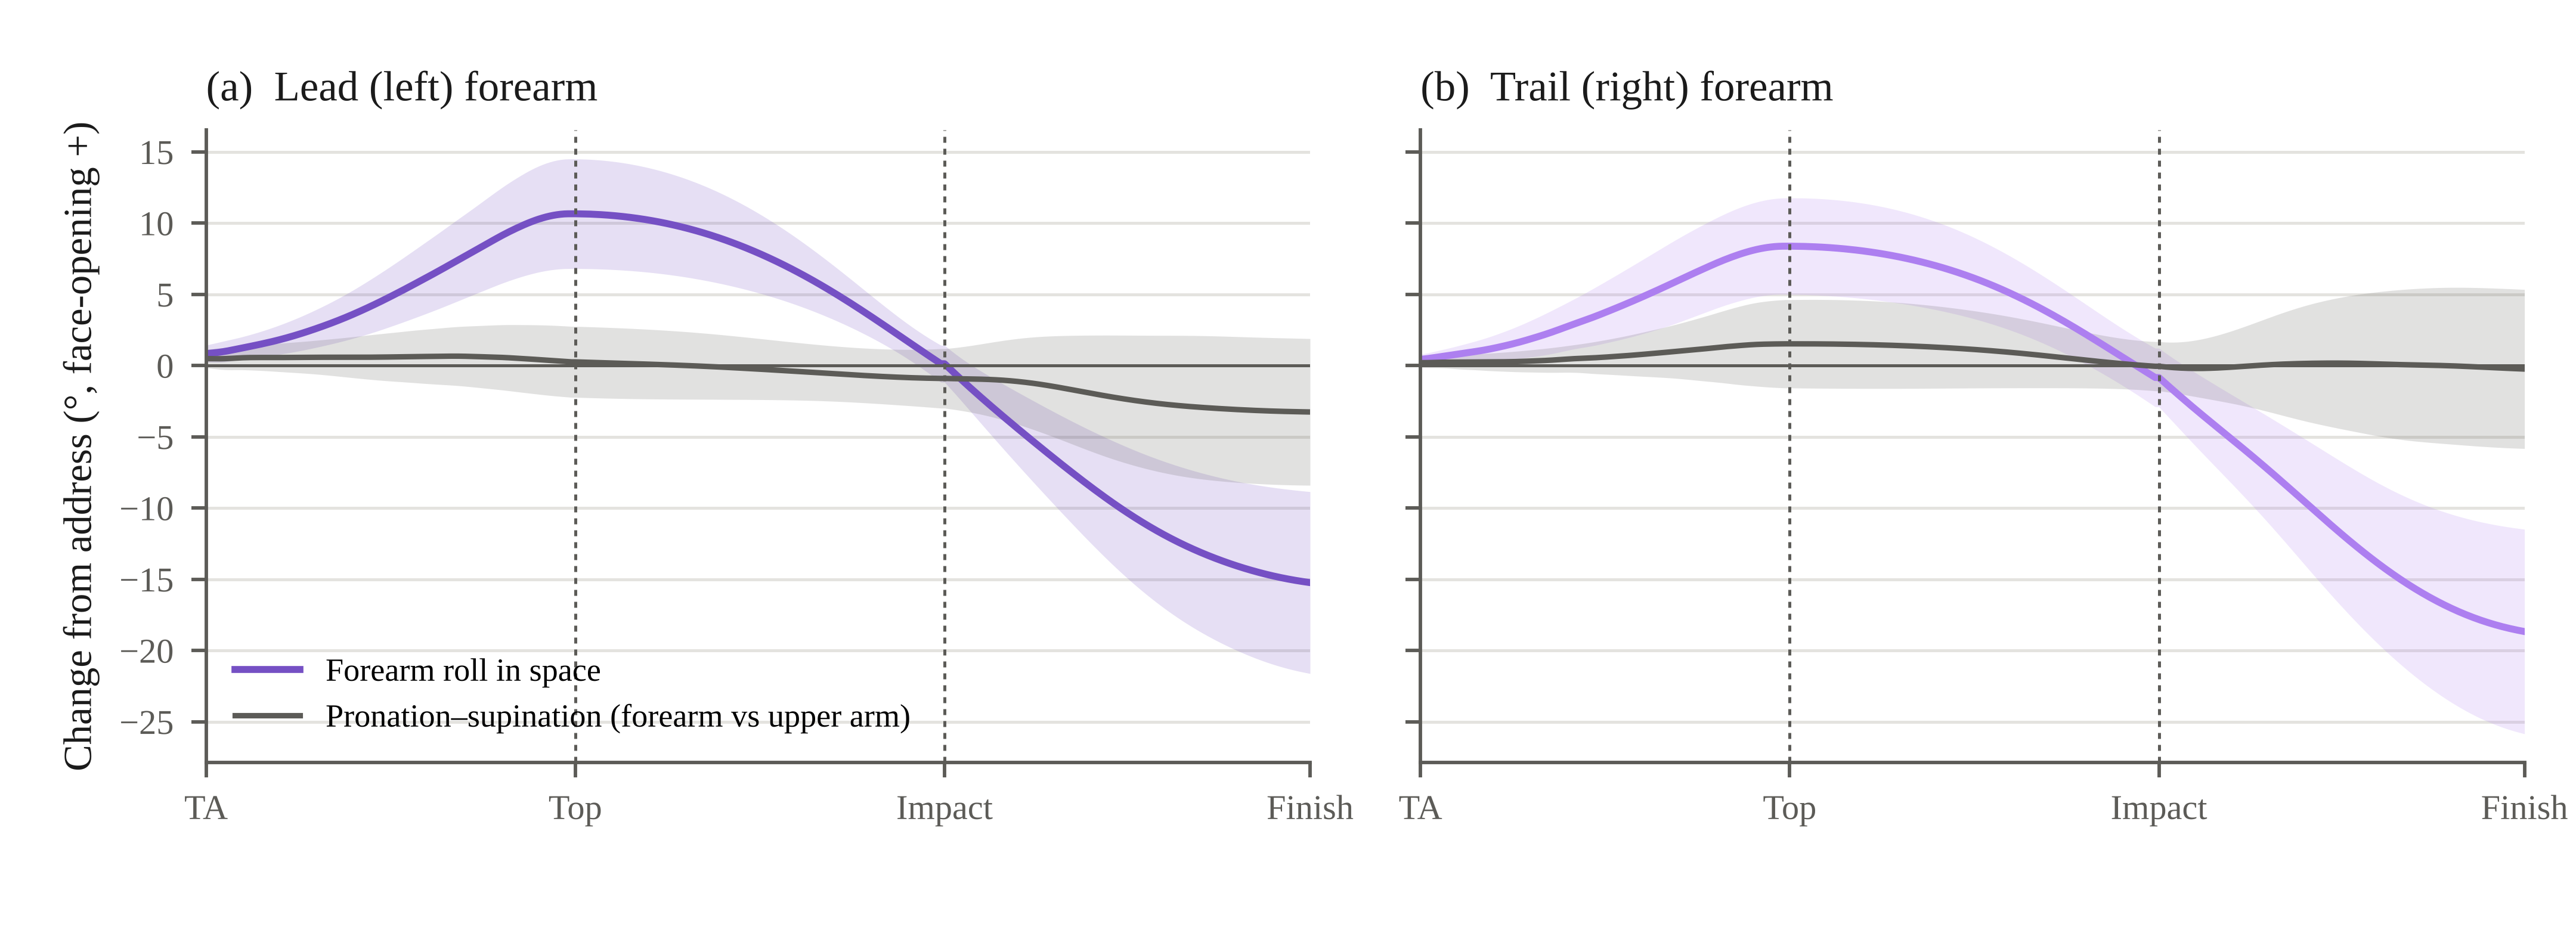 (a) Lead (left) forearm
(b) Trail (right) forearm
Change from address (°, face-opening +)
15
10
5
0
−5
−10
−15
−20
−25
Forearm roll in space
Pronation–supination (forearm vs upper arm)
TA
Top
Impact
Finish
TA
Top
Impact
Finish